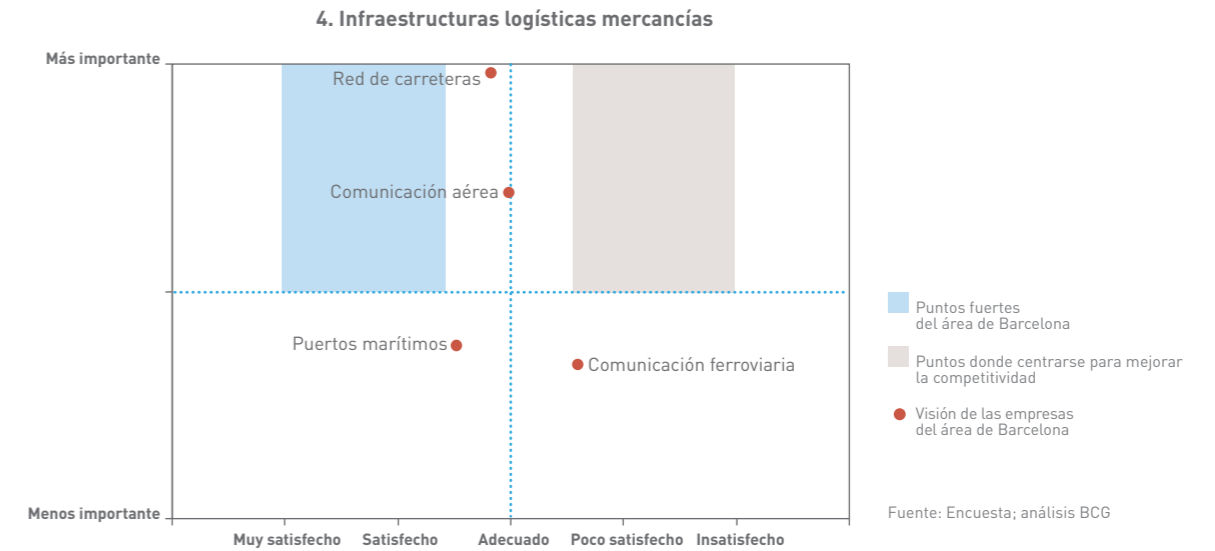 4. Infraestructuras logísticas mercancías
Más importante
Red de carreteras
Comunicación aérea
Puertos marítimos
Comunicación ferroviaria
Menos importante
Muy satisfecho
Satisfecho
Adecuado
Poco satisfecho
Insatisfecho
Puntos fuertes
del área de Barcelona
Puntos donde centrarse para mejorar
la competitividad
Visión de las empresas
del área de Barcelona
Fuente: Encuesta; análisis BCG